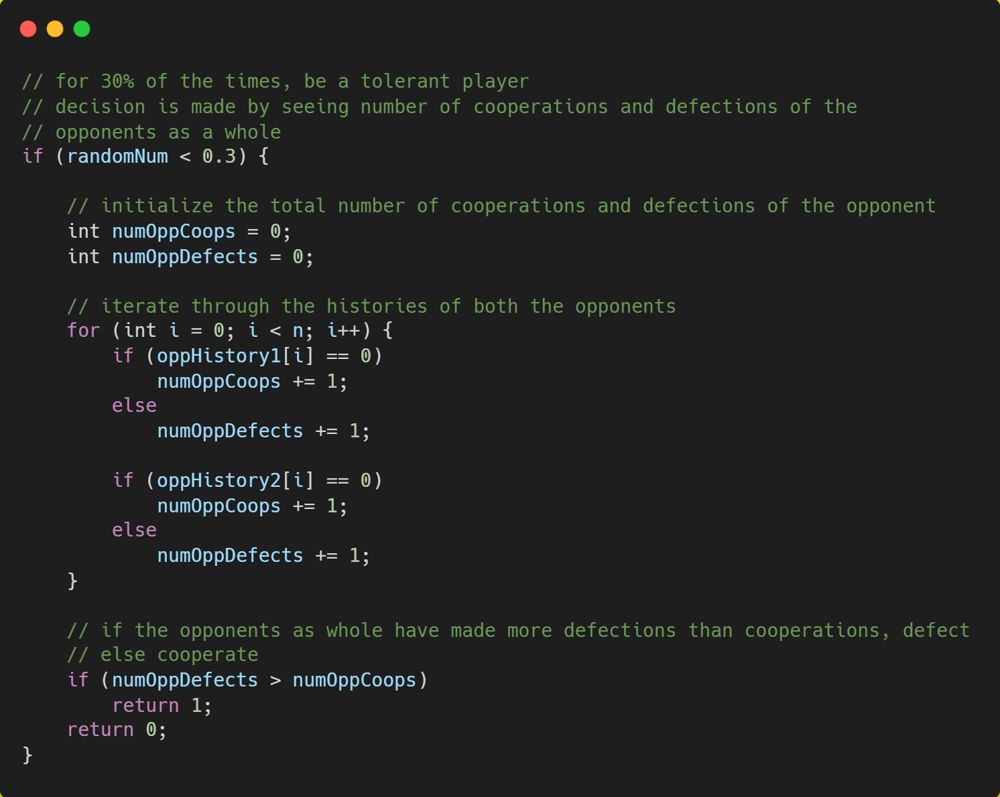 // for 30% of the times, be a tolerant player
// decision is made by seeing number of cooperations and defections of the
// opponents as a whole
if (randomNum < 0.3) {
// initialize the total number of cooperations and defections of the opponent
int numOppCoops = 0;
int numOppDefects = 0;
// iterate through the histories of both the opponents
for (int i = 0; i < n; i++) {
if (oppHistory1[i] == 0)
numOppCoops += 1;
else
numOppDefects += 1;
if (oppHistory2[i] == 0)
numOppCoops += 1;
else
numOppDefects += 1;
}
// if the opponents as whole have made more defections than cooperations, defect
// else cooperate
if (numOppDefects > numOppCoops)
return 1;
return 0;
}